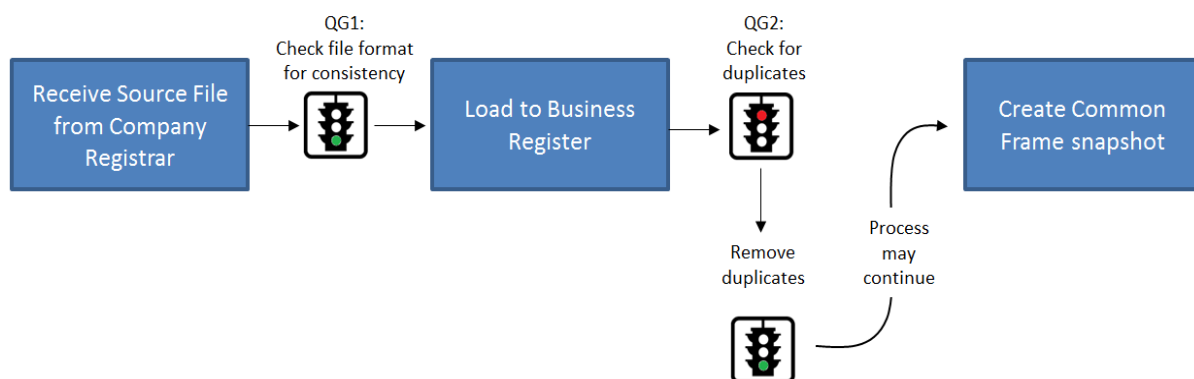 QG1:
Check file format
for consistency
QG2:
Check for
duplicates
Receive Source File
from Company
Registrar
Load to Business
Register
Create Common
Frame snapshot
Remove
duplicates
Process
may
continue